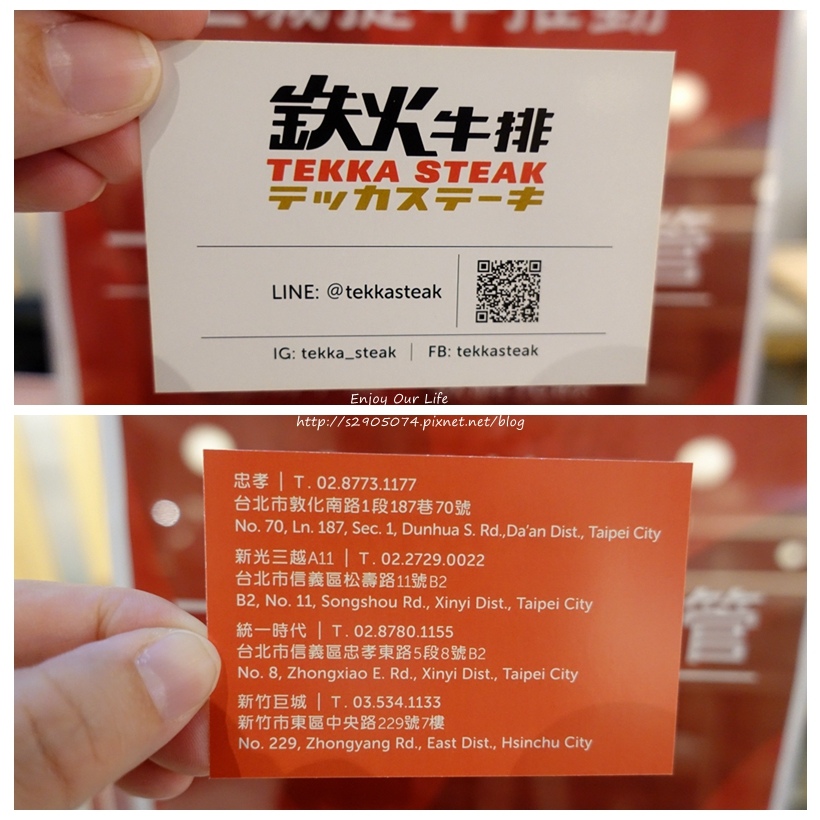 鉄火牛排
TEKKA STEAK
テッカステーキ
LINE: @tekkasteak
IG: tekka_steak | FB: tekkasteak
Enjoy Our Life
http://s2905074.pixnet.net/blog
忠孝 | T. 02.8773.1177
台北市敦化南路1段187巷70號
No. 70, Ln. 187, Sec. 1, Dunhua S. Rd.,Da'an Dist., Taipei City
新光三越A11 | T. 02.2729.0022
台北市信義區松壽路11號B2
B2, No. 11, Songshou Rd., Xinyi Dist., Taipei City
統一時代 | T. 02.8780.1155
台北市信義區忠孝東路5段8號B2
No. 8, Zhongxiao E. Rd., Xinyi Dist., Taipei City
新竹巨城 | T. 03.534.1133
新竹市東區中央路229號7樓
No. 229, Zhongyang Rd., East Dist., Hsinchu City
管